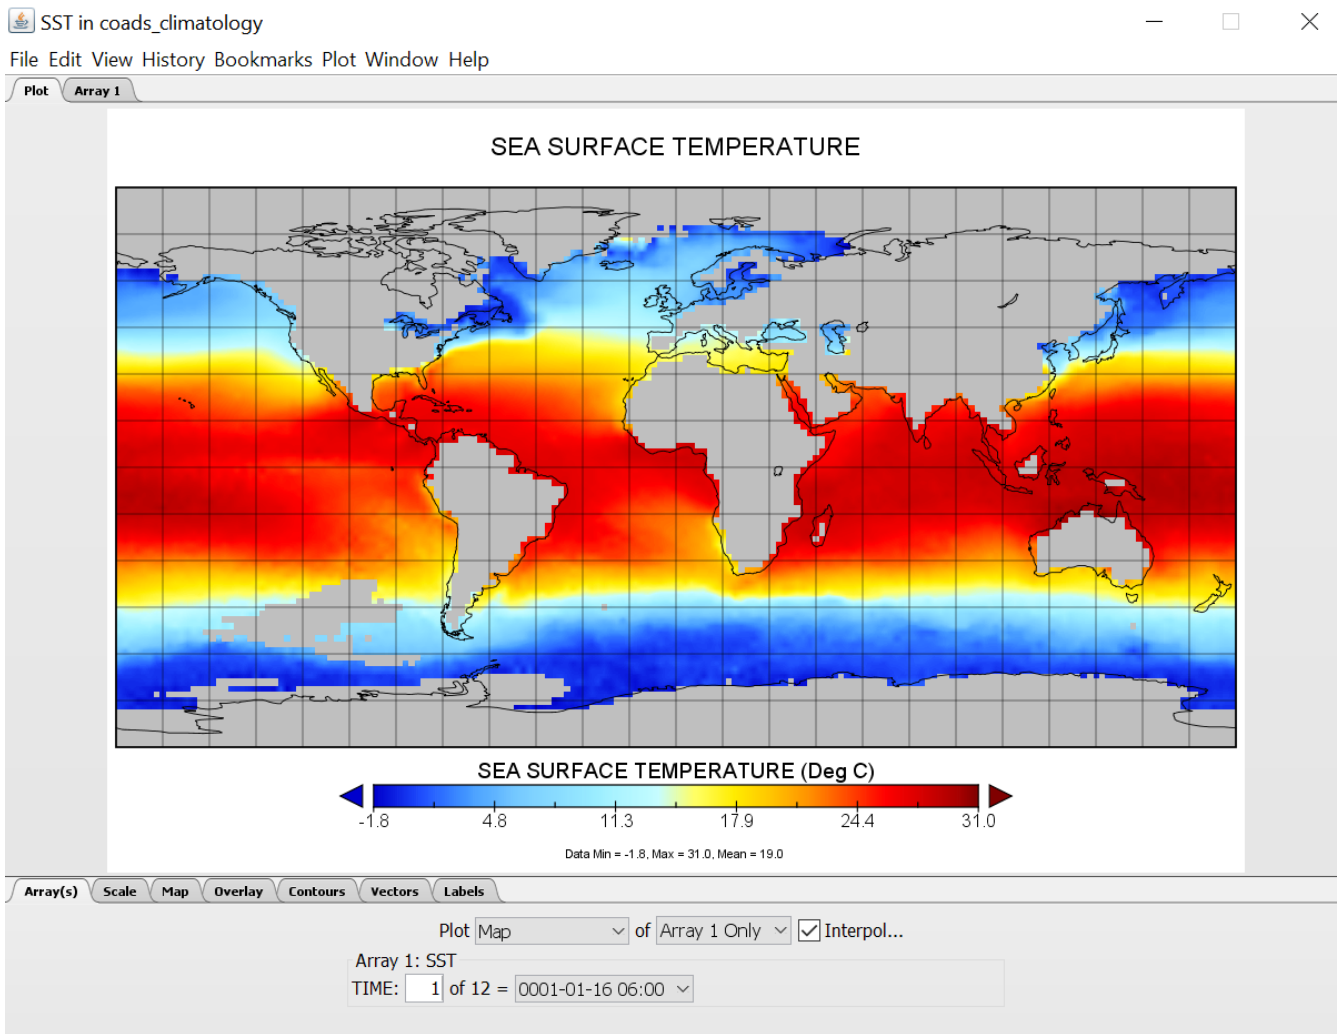 SST in coads_climatology
File Edit View History Bookmarks Plot Window Help
Plot Array 1
SEA SURFACE TEMPERATURE
SEA SURFACE TEMPERATURE (Deg C)
-1.8 4.8 11.3 17.9 24.4 31.0
Data Min = -1.8, Max = 31.0, Mean = 19.0
Array(s) Scale Map Overlay Contours Vectors Labels
Plot Map of Array 1 Only Interpol...
Array 1: SST
TIME: 1 of 12 = 0001-01-16 06:00